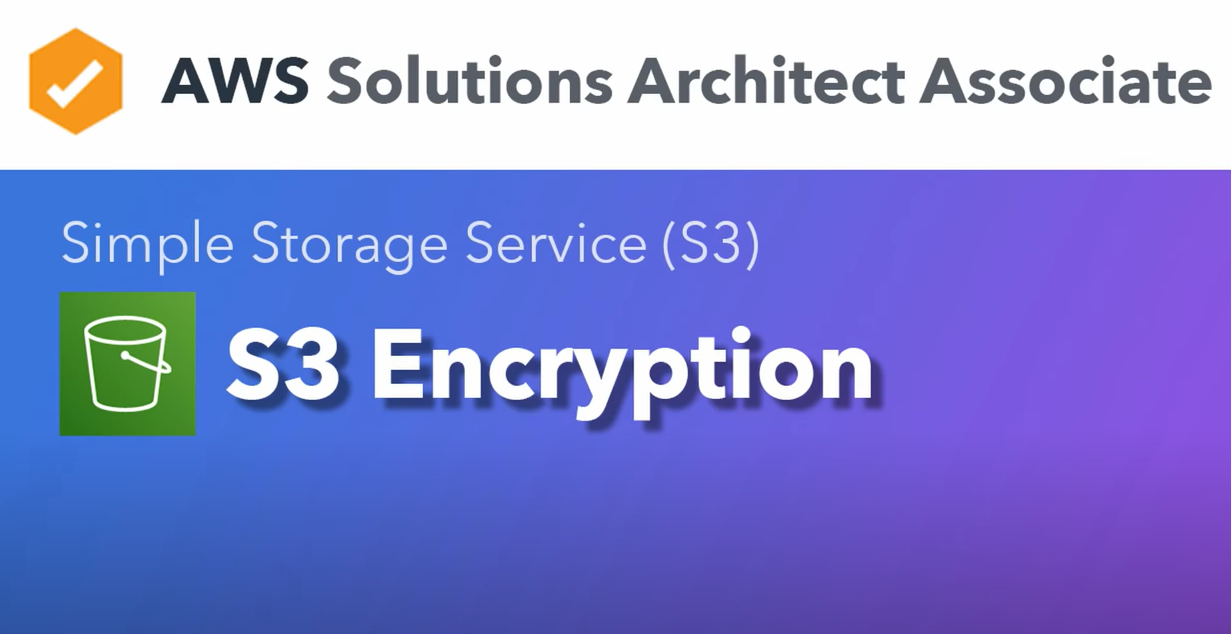 AWS Solutions Architect Associate
Simple Storage Service (S3)
S3 Encryption